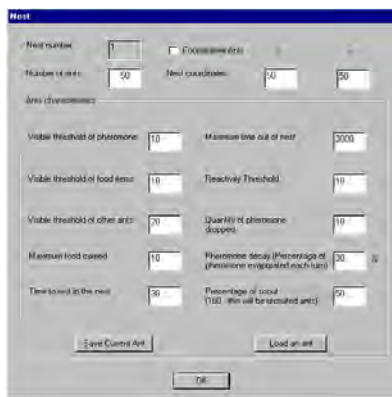 Nest
Nest number 1
Number of ants: 50 Nest coordinates: 50 50
Ants characteristics
Visible threshold of pheromone: 10 Maximum time out of nest
Visible threshold of food items: 10 Reactively Threshold: 10
Visible threshold of other ants: 20 Quantity of pheromone
dropped: 10
Maximum food carried 10 Pheromone decay (Percentage of
pheromone evaporated each turn) 20 %
Time to rest in the nest Percentage of scout 50
Save Current Ant Load an ant
OK